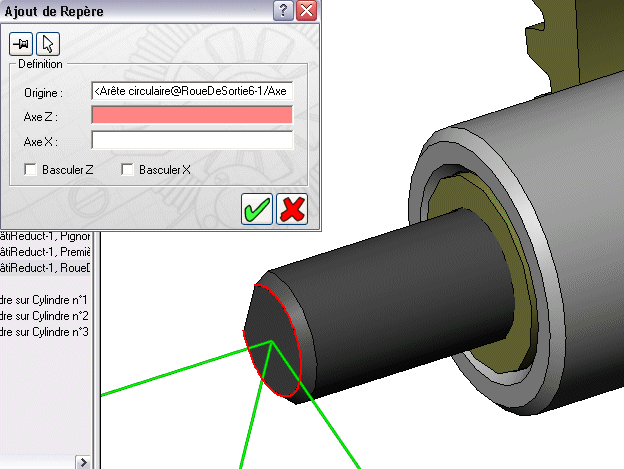 Ajout de Repère
Definition
Origine :
<Arête circulaire@RoueDeSortie6-1/Axe
Axe Z :
Axe X :
Basculer Z
Basculer X
âtiReduct-1, Pignor
âtiReduct-1, Premiè
âtiReduct-1, RoueD
dre sur Cylindre n°1
dre sur Cylindre n°2
dre sur Cylindre n°3